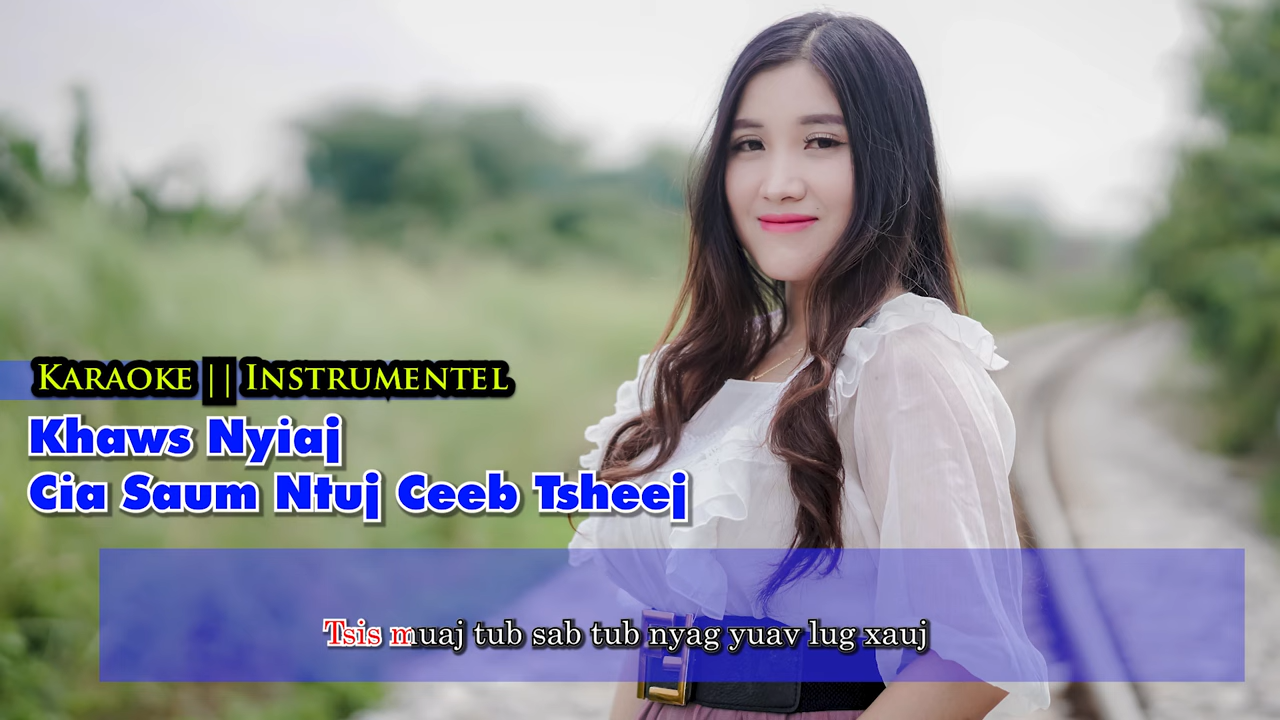 Karaoke || Instrumentel
Khaws Nyiaj
Cia Saum Ntuj Ceeb Tsheej
Tsis muaj tub sab tub nyag yuav lug xauj